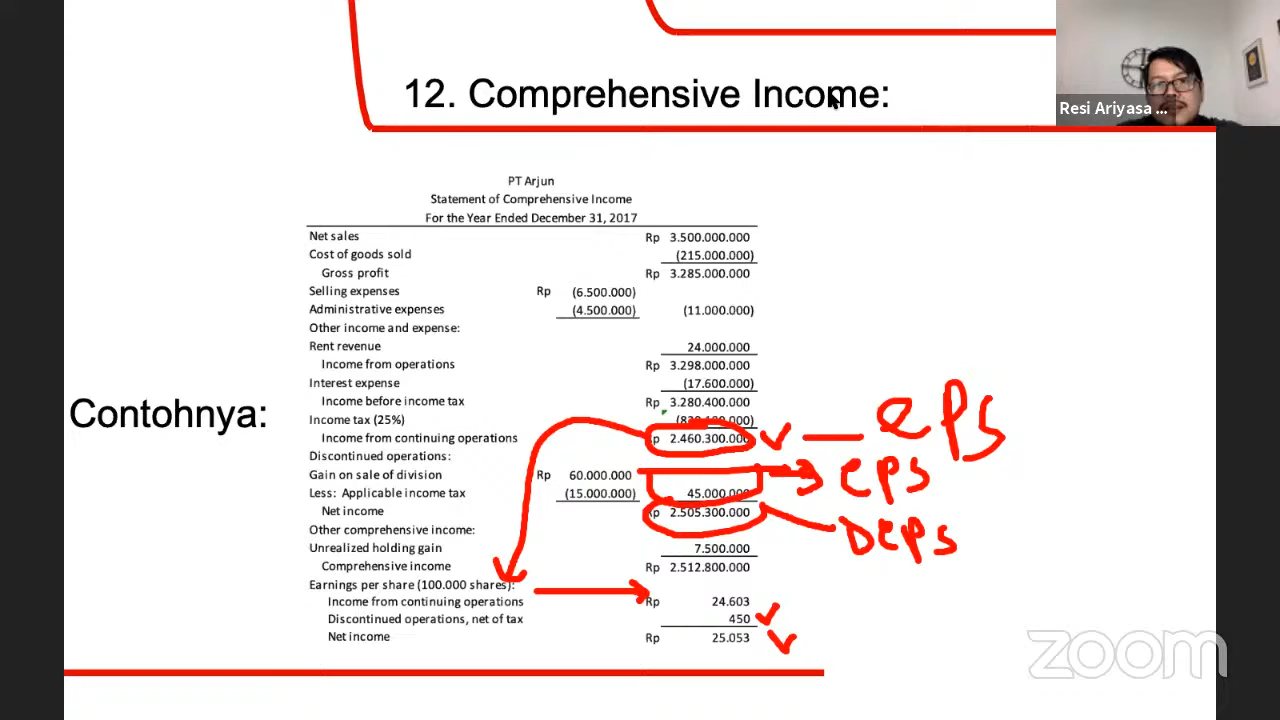 12. Comprehensive Income:
Resi Ariyasa ...
PT Arjun
Statement of Comprehensive Income
For the Year Ended December 31, 2017
Net sales Rp 3.500.000.000
Cost of goods sold (215.000.000)
Gross profit Rp 3.285.000.000
Selling expenses Rp (6.500.000)
Administrative expenses (4.500.000) (11.000.000)
Other income and expense:
Rent revenue 24.000.000
Income from operations Rp 3.298.000.000
Interest expense (17.600.000)
Income before income tax Rp 3.280.400.000
Contohnya:
Income tax (25%)
Income from continuing operations Rp 2.460.300.000 eps
Discontinued operations:
Gain on sale of division Rp 60.000.000 eps
Less: Applicable income tax (15.000.000) 45.000.000
Net income Rp 2.505.300.000 Deps
Other comprehensive income:
Unrealized holding gain 7.500.000
Comprehensive income Rp 2.512.800.000
Earnings per share (100.000 shares):
Income from continuing operations Rp 24.603
Discontinued operations, net of tax 450
Net income Rp 25.053
zoom